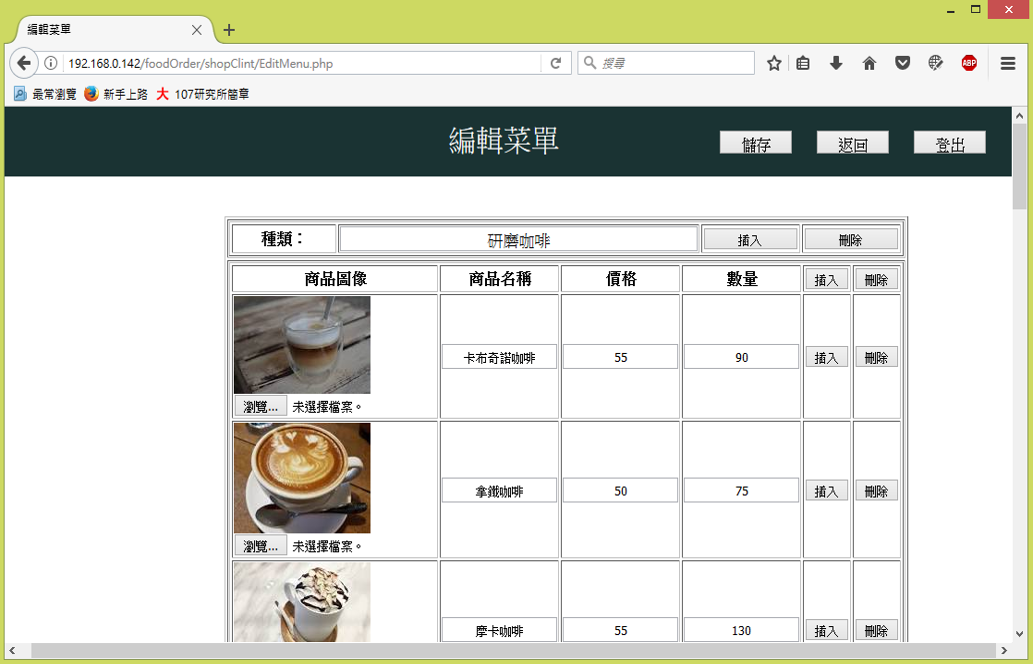 編輯菜單
192.168.0.142/foodOrder/shopClint/EditMenu.php
搜尋
ABP
最常瀏覽 新手上路 大 107研究所簡章
編輯菜單 儲存 返回 登出
種類： 研磨咖啡 插入 刪除
商品圖像 商品名稱 價格 數量 插入 刪除
卡布奇諾咖啡 55 90 插入 刪除
瀏覽... 未選擇檔案。
拿鐵咖啡 50 75 插入 刪除
瀏覽... 未選擇檔案。
摩卡咖啡 55 130 插入 刪除